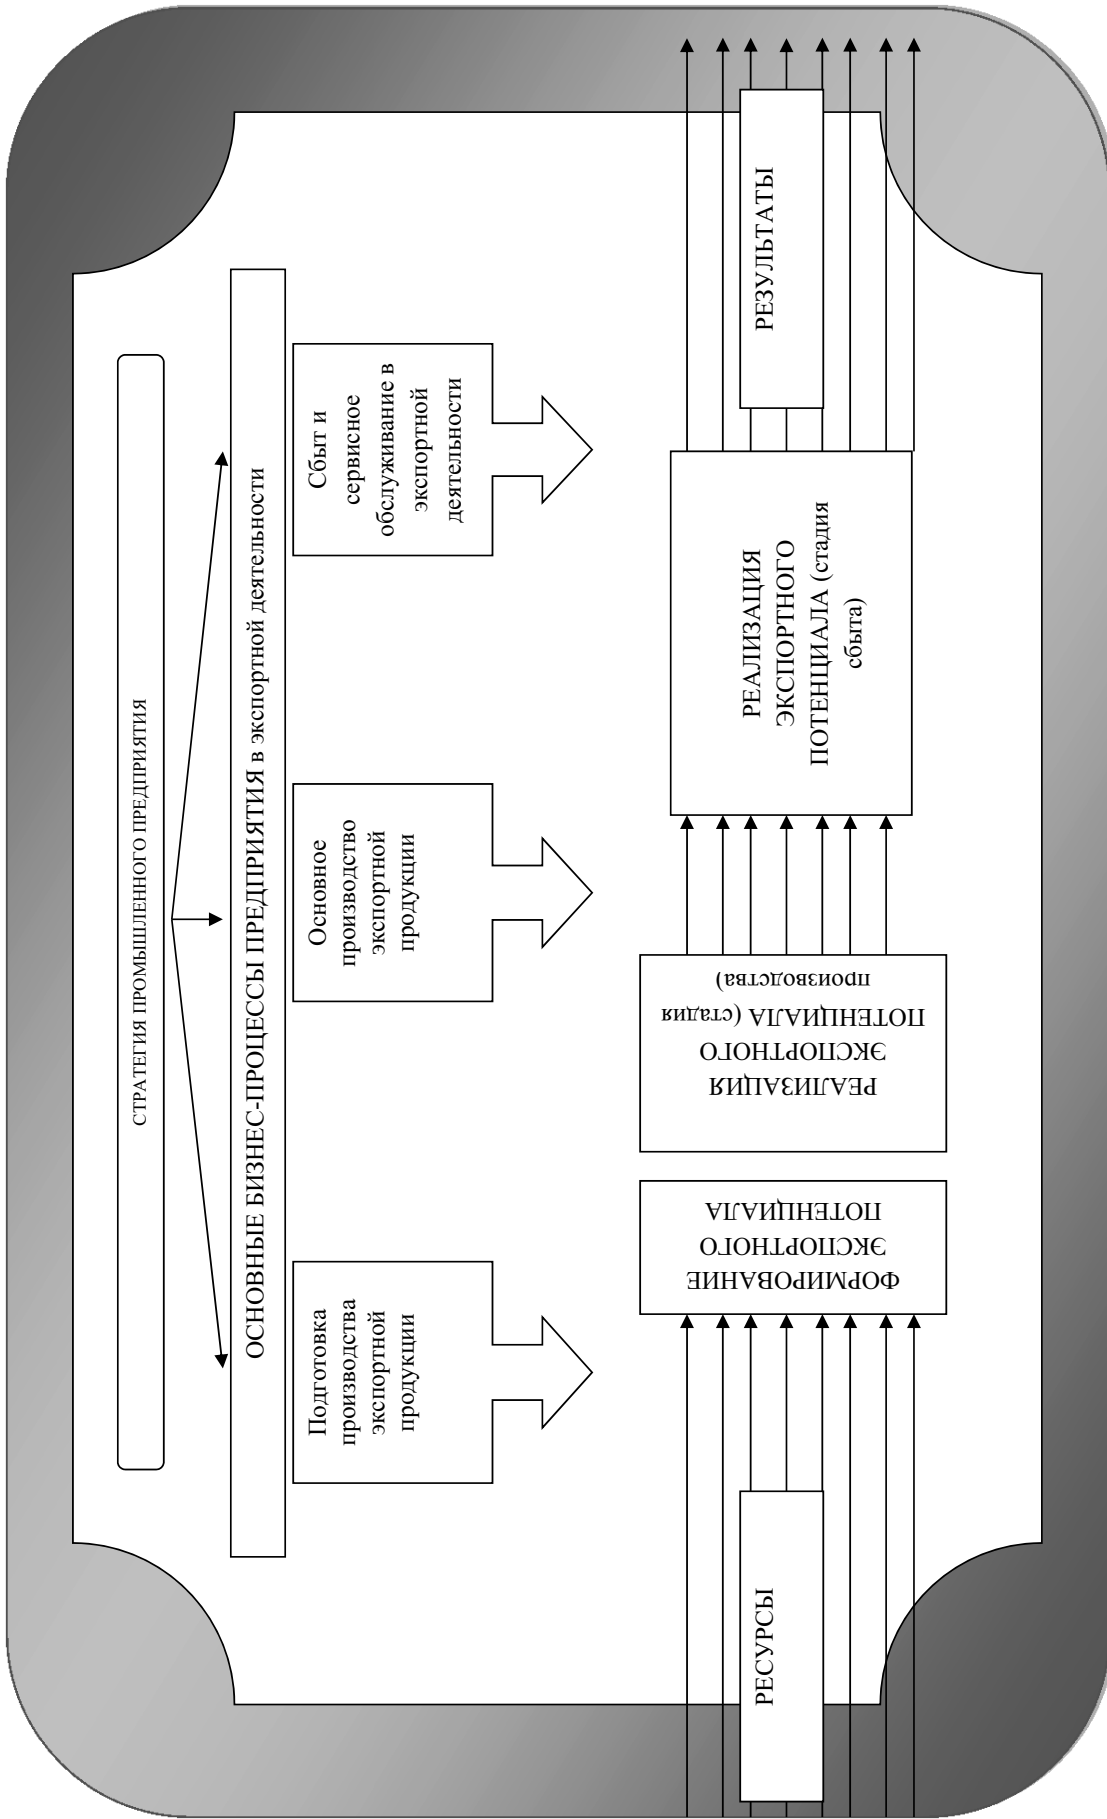 СТРАТЕГИЯ ПРОМЫШЛЕННОГО ПРЕДПРИЯТИЯ
ОСНОВНЫЕ БИЗНЕС-ПРОЦЕССЫ ПРЕДПРИЯТИЯ в экспортной деятельности
Подготовка
производства
экспортной
продукции
Основное
производство
экспортной
продукции
Сбыт и
сервисное
обслуживание в
экспортной
деятельности
РЕСУРСЫ
ФОРМИРОВАНИЕ
ЭКСПОРТНОГО
ПОТЕНЦИАЛА
РЕАЛИЗАЦИЯ
ЭКСПОРТНОГО
ПОТЕНЦИАЛА (стадия
производства)
РЕАЛИЗАЦИЯ
ЭКСПОРТНОГО
ПОТЕНЦИАЛА (стадия
сбыта)
РЕЗУЛЬТАТЫ